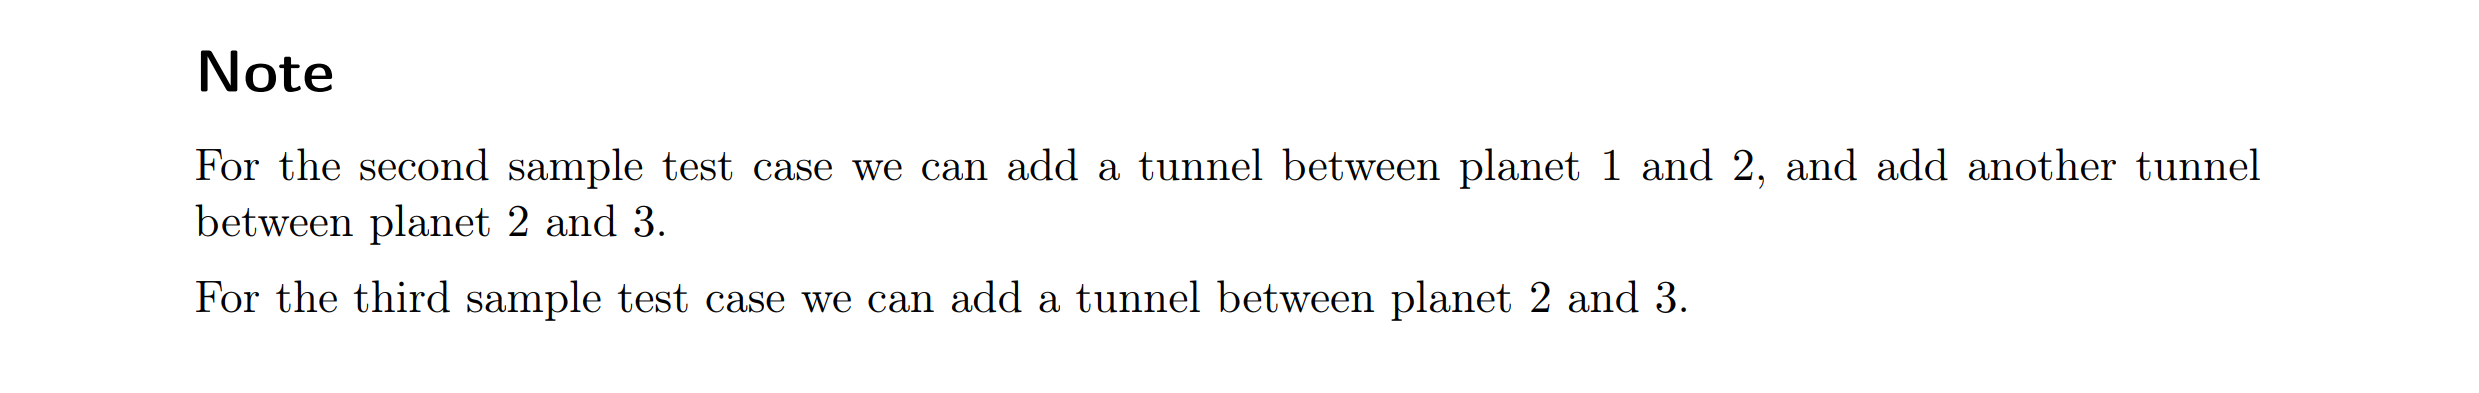 Note
For the second sample test case we can add a tunnel between planet 1 and 2, and add another tunnel
between planet 2 and 3.
For the third sample test case we can add a tunnel between planet 2 and 3.